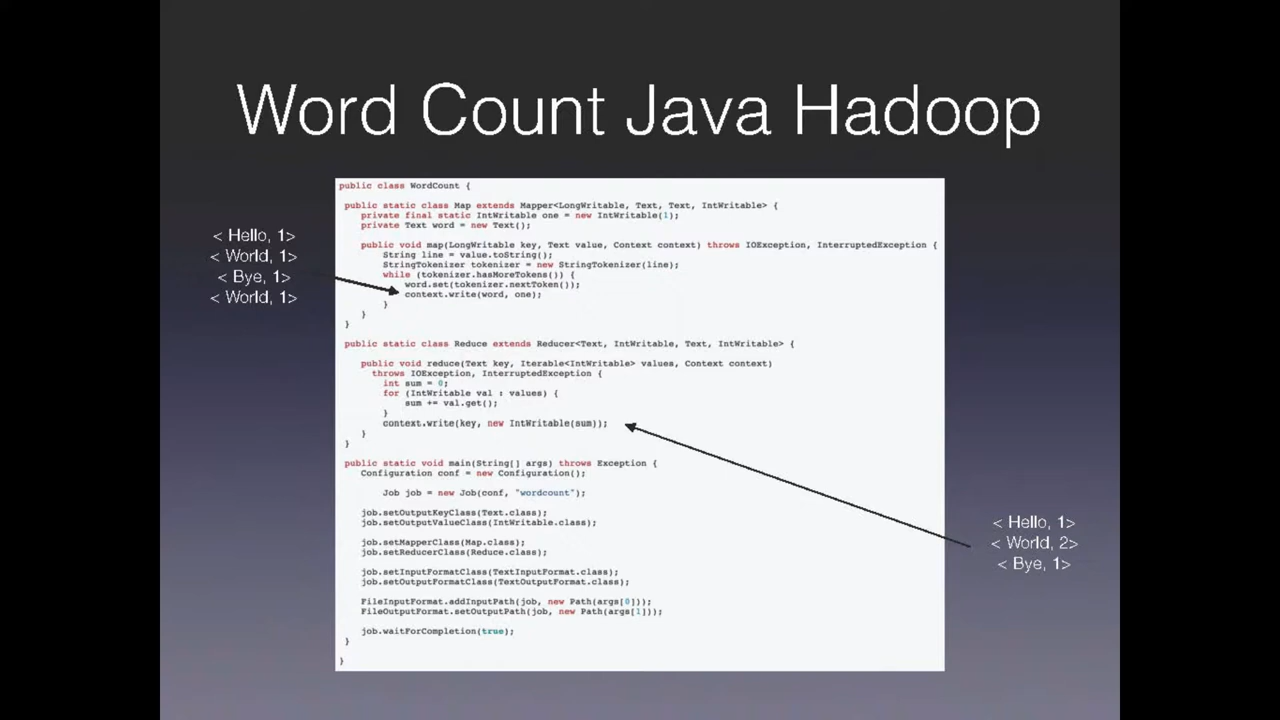 Word Count Java Hadoop
< Hello, 1>
< World, 1>
< Bye, 1>
< World, 1>
public class WordCount {
public static class Map extends Mapper<LongWritable, Text, Text, IntWritable> {
private final static IntWritable one = new IntWritable(1);
private Text word = new Text();
public void map(LongWritable key, Text value, Context context) throws IOException, InterruptedException {
String line = value.toString();
StringTokenizer tokenizer = new StringTokenizer(line);
while (tokenizer.hasMoreTokens()) {
word.set(tokenizer.nextToken());
context.write(word, one);
}
}
}
public static class Reduce extends Reducer<Text, IntWritable, Text, IntWritable> {
public void reduce(Text key, Iterable<IntWritable> values, Context context)
throws IOException, InterruptedException {
int sum = 0;
for (IntWritable val : values) {
sum += val.get();
}
context.write(key, new IntWritable(sum));
}
}
public static void main(String[] args) throws Exception {
Configuration conf = new Configuration();
Job job = new Job(conf, "wordcount");
job.setOutputKeyClass(Text.class);
job.setOutputValueClass(IntWritable.class);
job.setMapperClass(Map.class);
job.setReducerClass(Reduce.class);
job.setInputFormatClass(TextInputFormat.class);
job.setOutputFormatClass(TextOutputFormat.class);
FileInputFormat.addInputPath(job, new Path(args[0]));
FileOutputFormat.setOutputPath(job, new Path(args[1]));
job.waitForCompletion(true);
}
}
< Hello, 1>
< World, 2>
< Bye, 1>